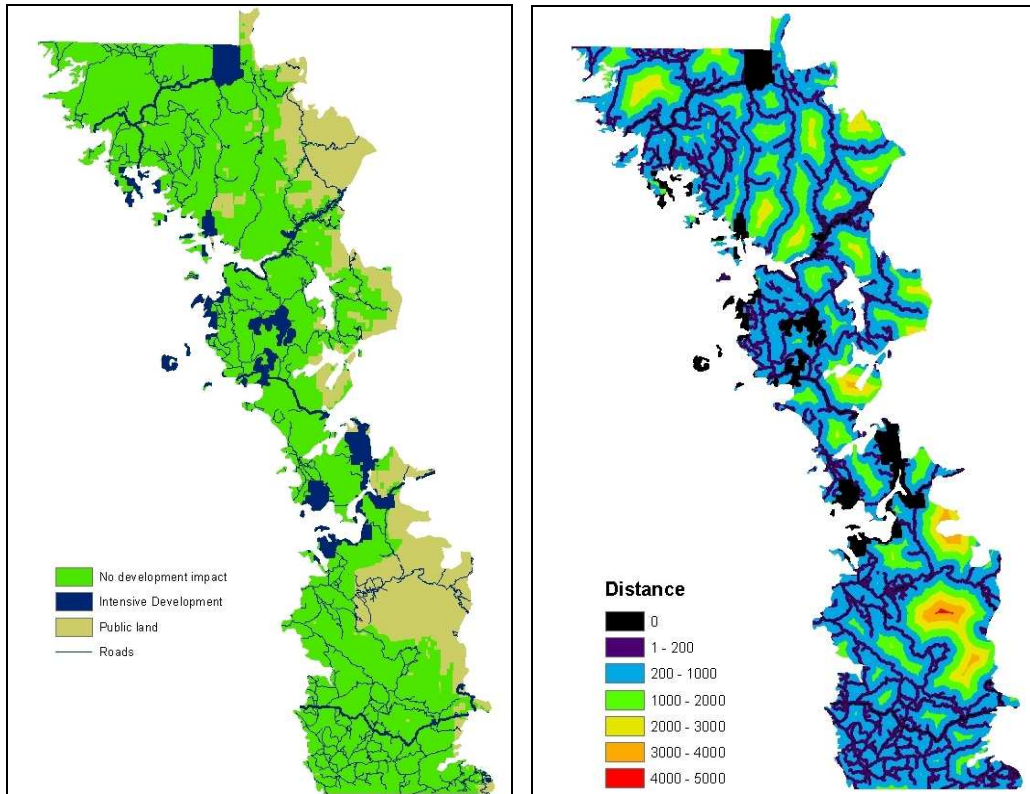 No development impact
Intensive Development
Public land
Roads
Distance
0
1 - 200
200 - 1000
1000 - 2000
2000 - 3000
3000 - 4000
4000 - 5000